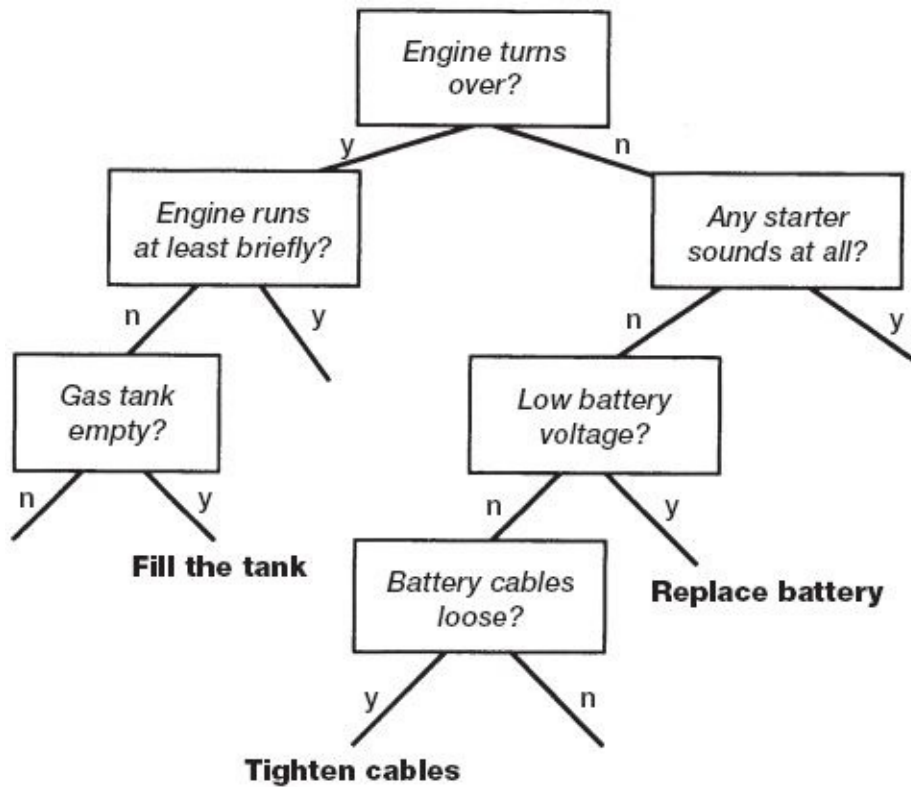 Engine turns
over?
y
n
Engine runs
at least briefly?
Any starter
sounds at all?
n
y
n
y
Gas tank
empty?
Low battery
voltage?
n
y
n
y
Fill the tank
Battery cables
loose?
Replace battery
y
n
Tighten cables